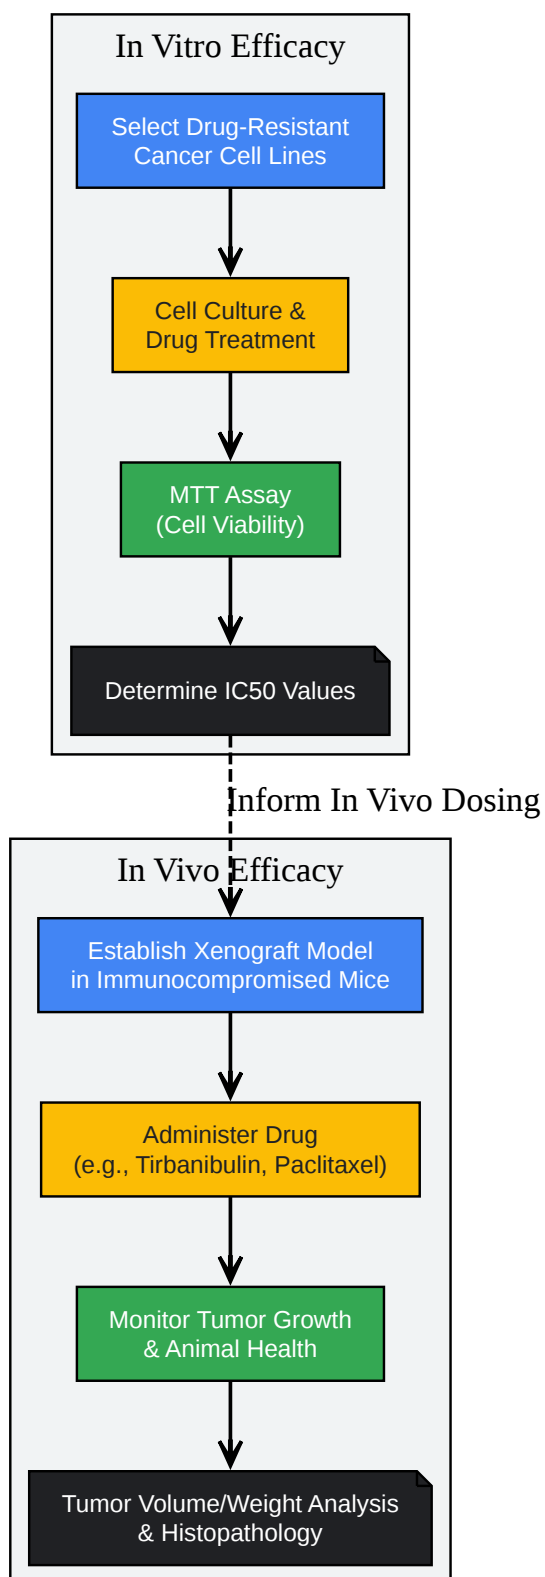 In Vitro Efficacy
Select Drug-Resistant
Cancer Cell Lines
Cell Culture &
Drug Treatment
MTT Assay
(Cell Viability)
Determine IC50 Values
Inform In Vivo Dosing
In Vivo Efficacy
Establish Xenograft Model
in Immunocompromised Mice
Administer Drug
(e.g., Tirbanibulin, Paclitaxel)
Monitor Tumor Growth
& Animal Health
Tumor Volume/Weight Analysis
& Histopathology